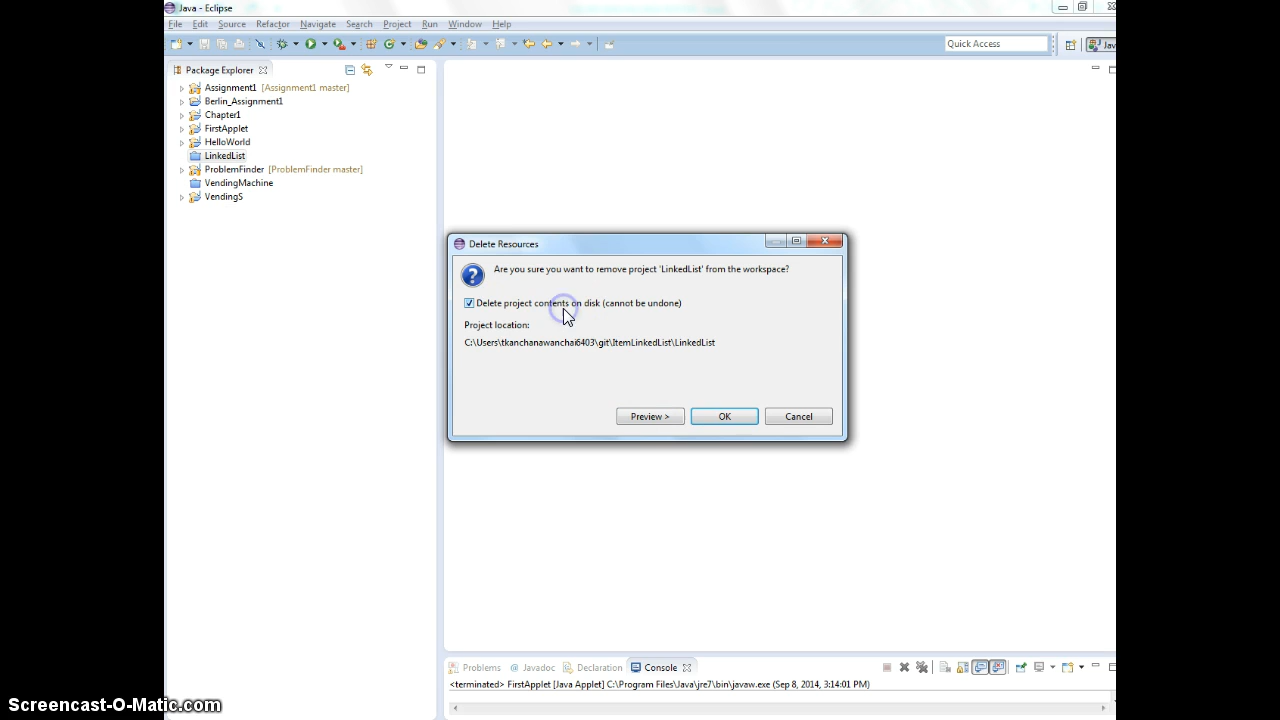 Java - Eclipse
File Edit Source Refactor Navigate Search Project Run Window Help
Quick Access
Package Explorer
Assignment1 [Assignment1 master]
Berlin_Assignment1
Chapter1
FirstApplet
HelloWorld
LinkedList
ProblemFinder [ProblemFinder master]
VendingMachine
VendingS
Delete Resources
Are you sure you want to remove project 'LinkedList' from the workspace?
Delete project contents on disk (cannot be undone)
Project location:
C:\Users\tkanchanawanchai6403\git\ItemLinkedList\LinkedList
Preview > OK Cancel
Problems @ Javadoc Declaration Console
<terminated> FirstApplet [Java Applet] C:\Program Files\Java\jre7\bin\javaw.exe (Sep 8, 2014, 3:14:01 PM)
Screencast-O-Matic.com